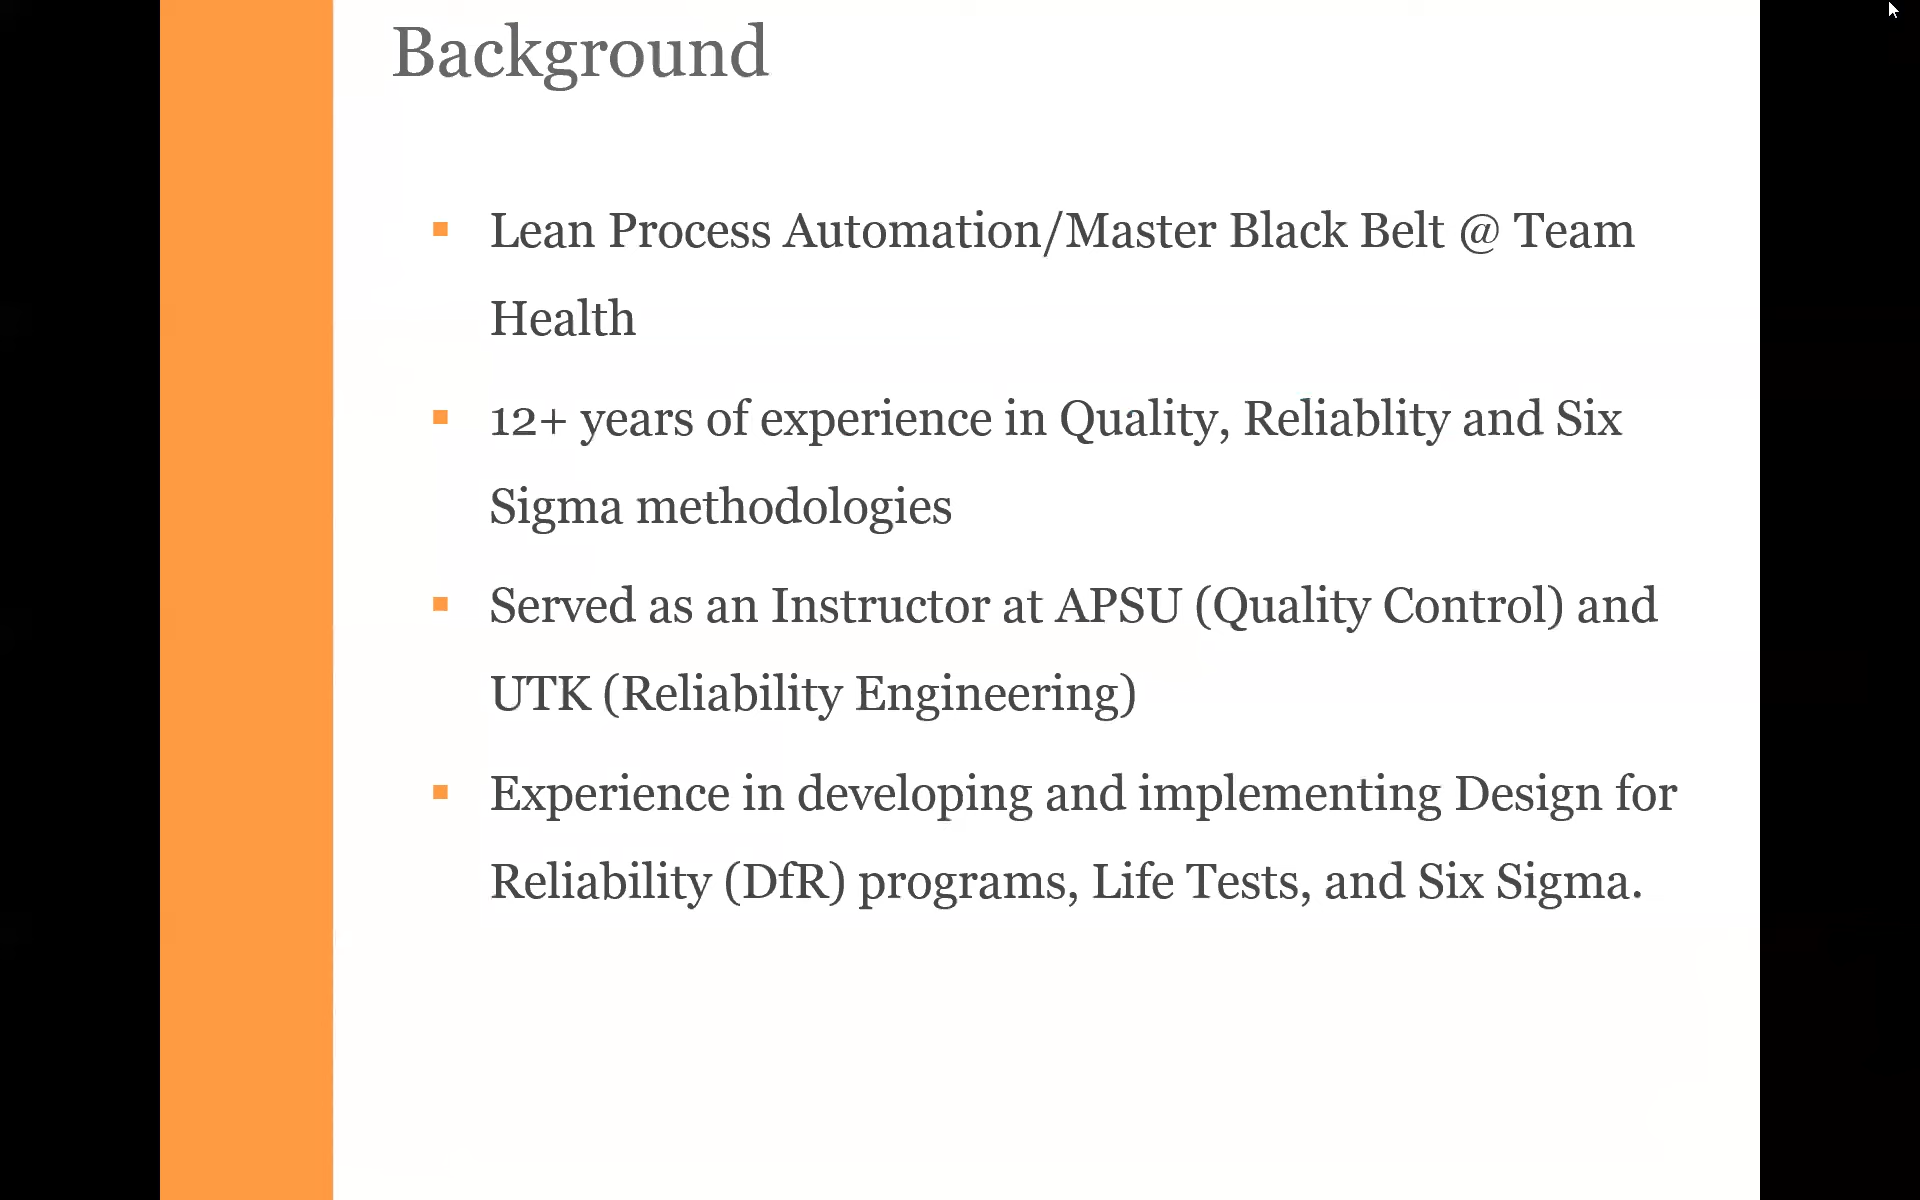 Background
Lean Process Automation/Master Black Belt @ Team
Health
12+ years of experience in Quality, Reliablity and Six
Sigma methodologies
Served as an Instructor at APSU (Quality Control) and
UTK (Reliability Engineering)
Experience in developing and implementing Design for
Reliability (DfR) programs, Life Tests, and Six Sigma.